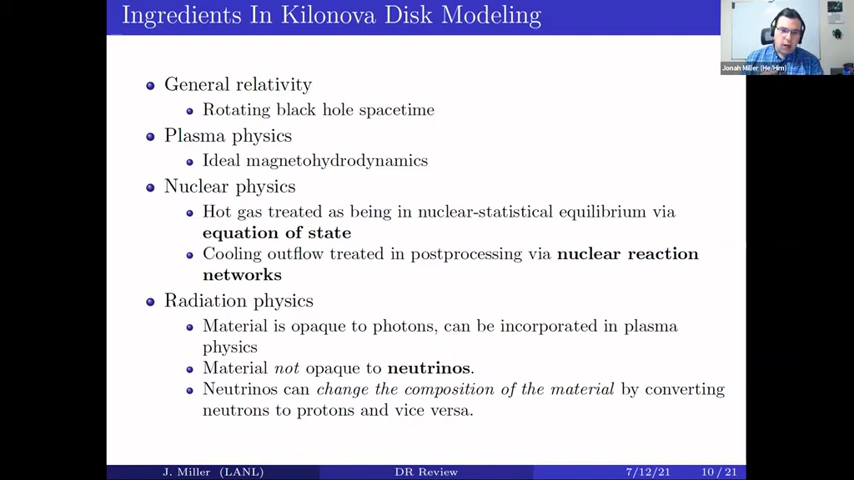 Ingredients In Kilonova Disk Modeling
Jonah Miller (He/Him)
General relativity
Rotating black hole spacetime
Plasma physics
Ideal magnetohydrodynamics
Nuclear physics
Hot gas treated as being in nuclear-statistical equilibrium via
equation of state
Cooling outflow treated in postprocessing via nuclear reaction
networks
Radiation physics
Material is opaque to photons, can be incorporated in plasma
physics
Material not opaque to neutrinos.
Neutrinos can change the composition of the material by converting
neutrons to protons and vice versa.
J. Miller (LANL) DR Review 7/12/21 10 / 21